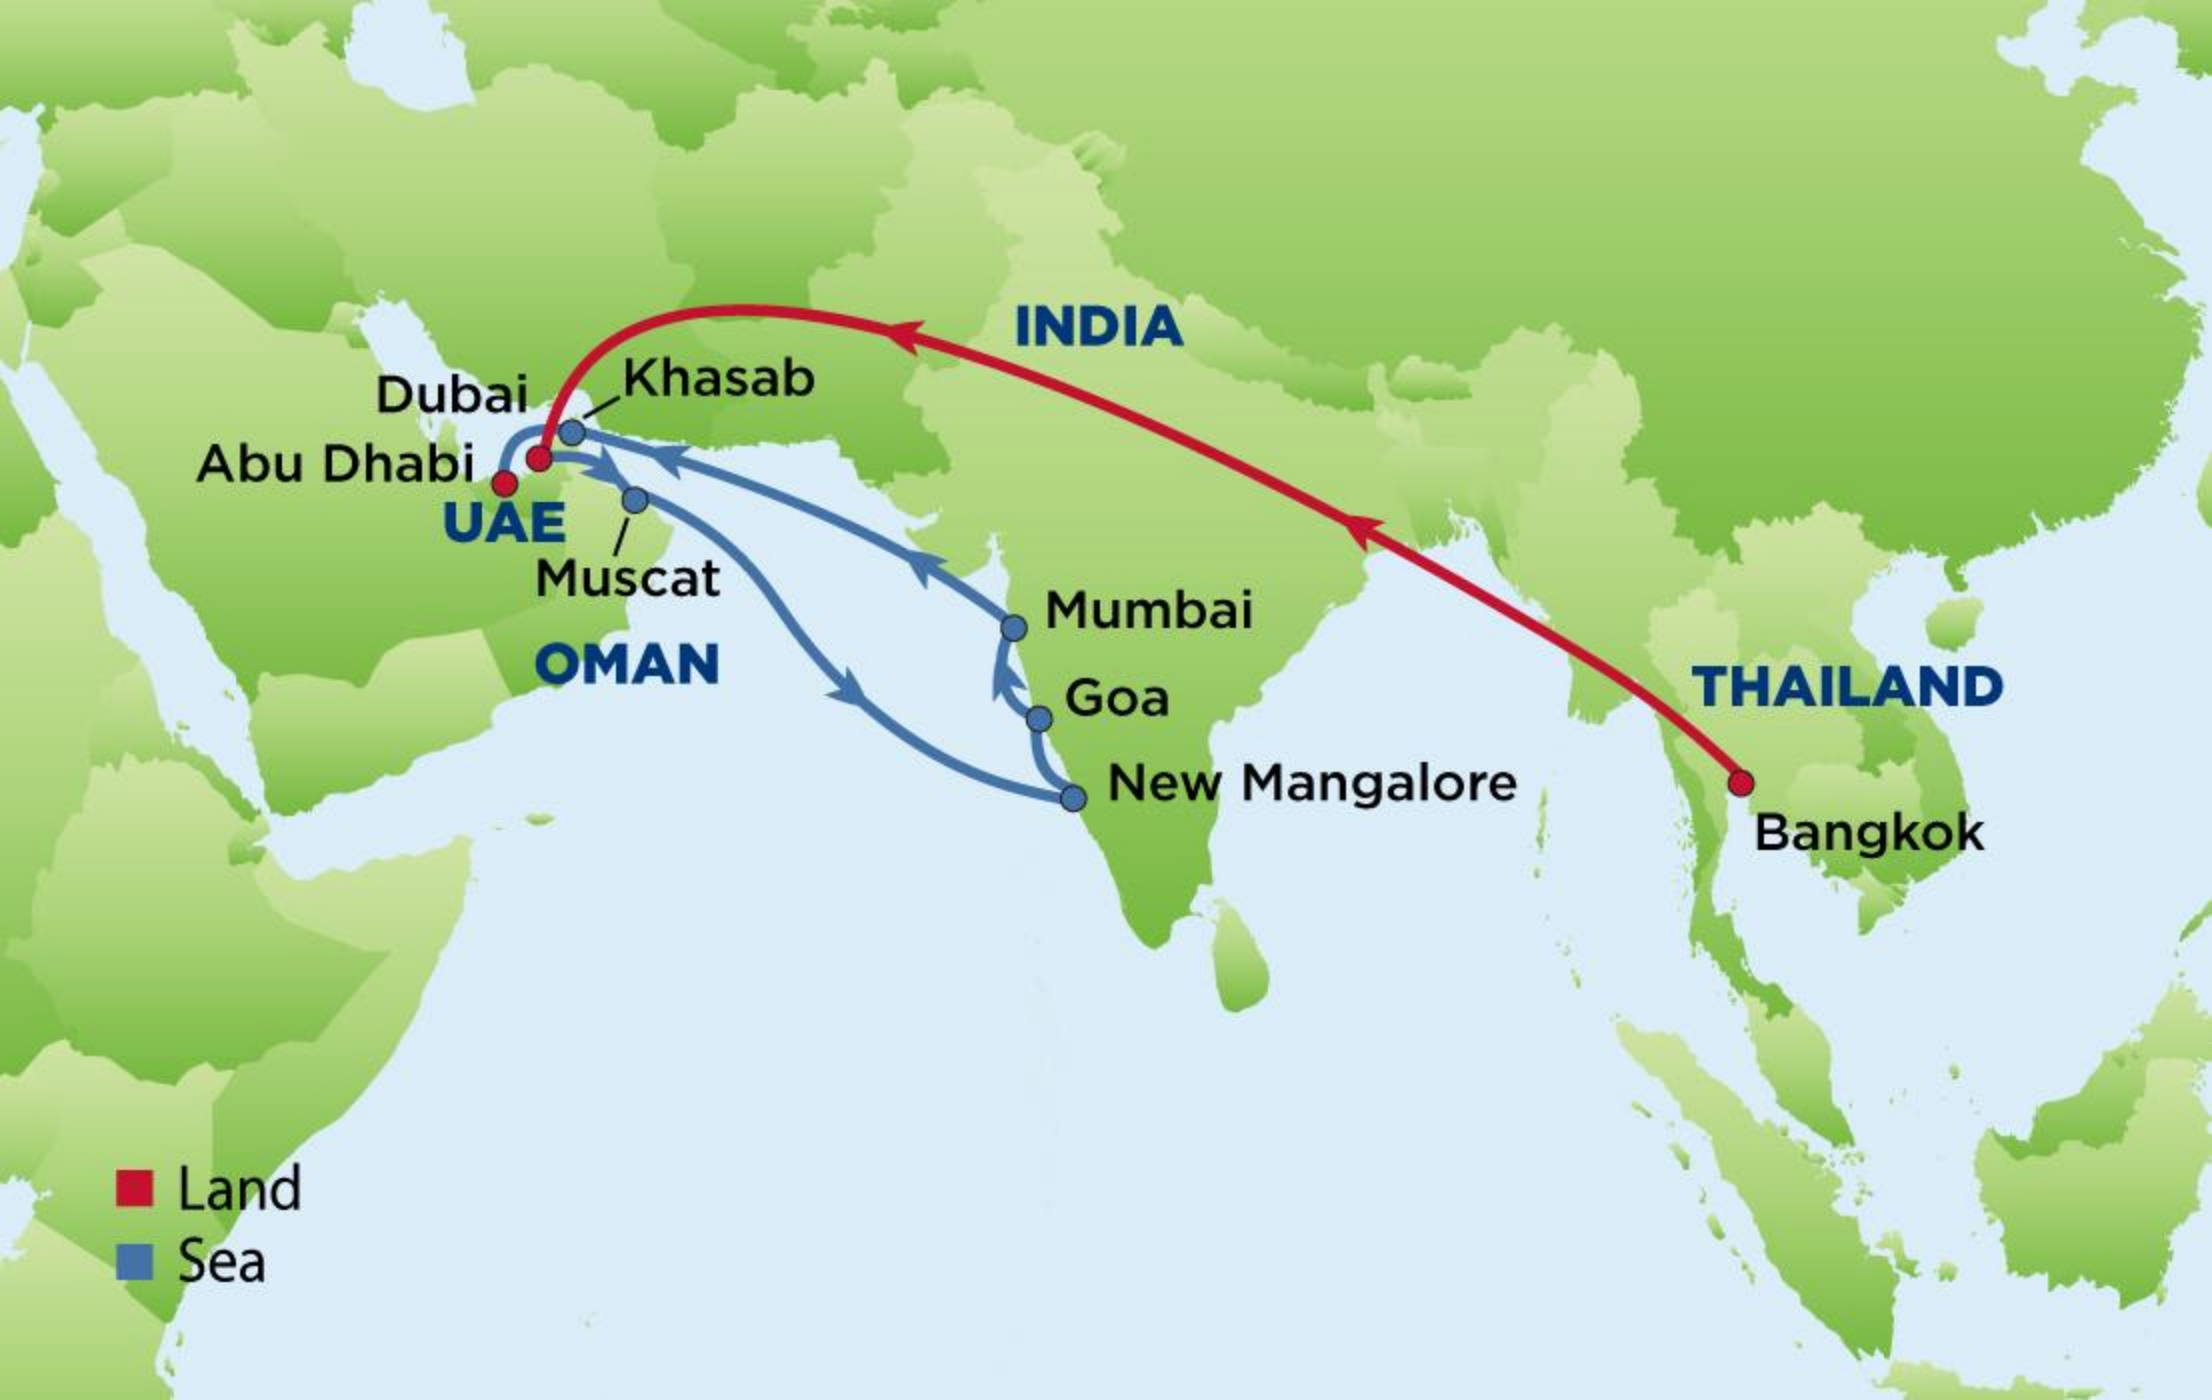 INDIA
Khasab
Dubai
Abu Dhabi
UAE
Muscat
OMAN
Mumbai
Goa
New Mangalore
THAILAND
Bangkok
Land
Sea